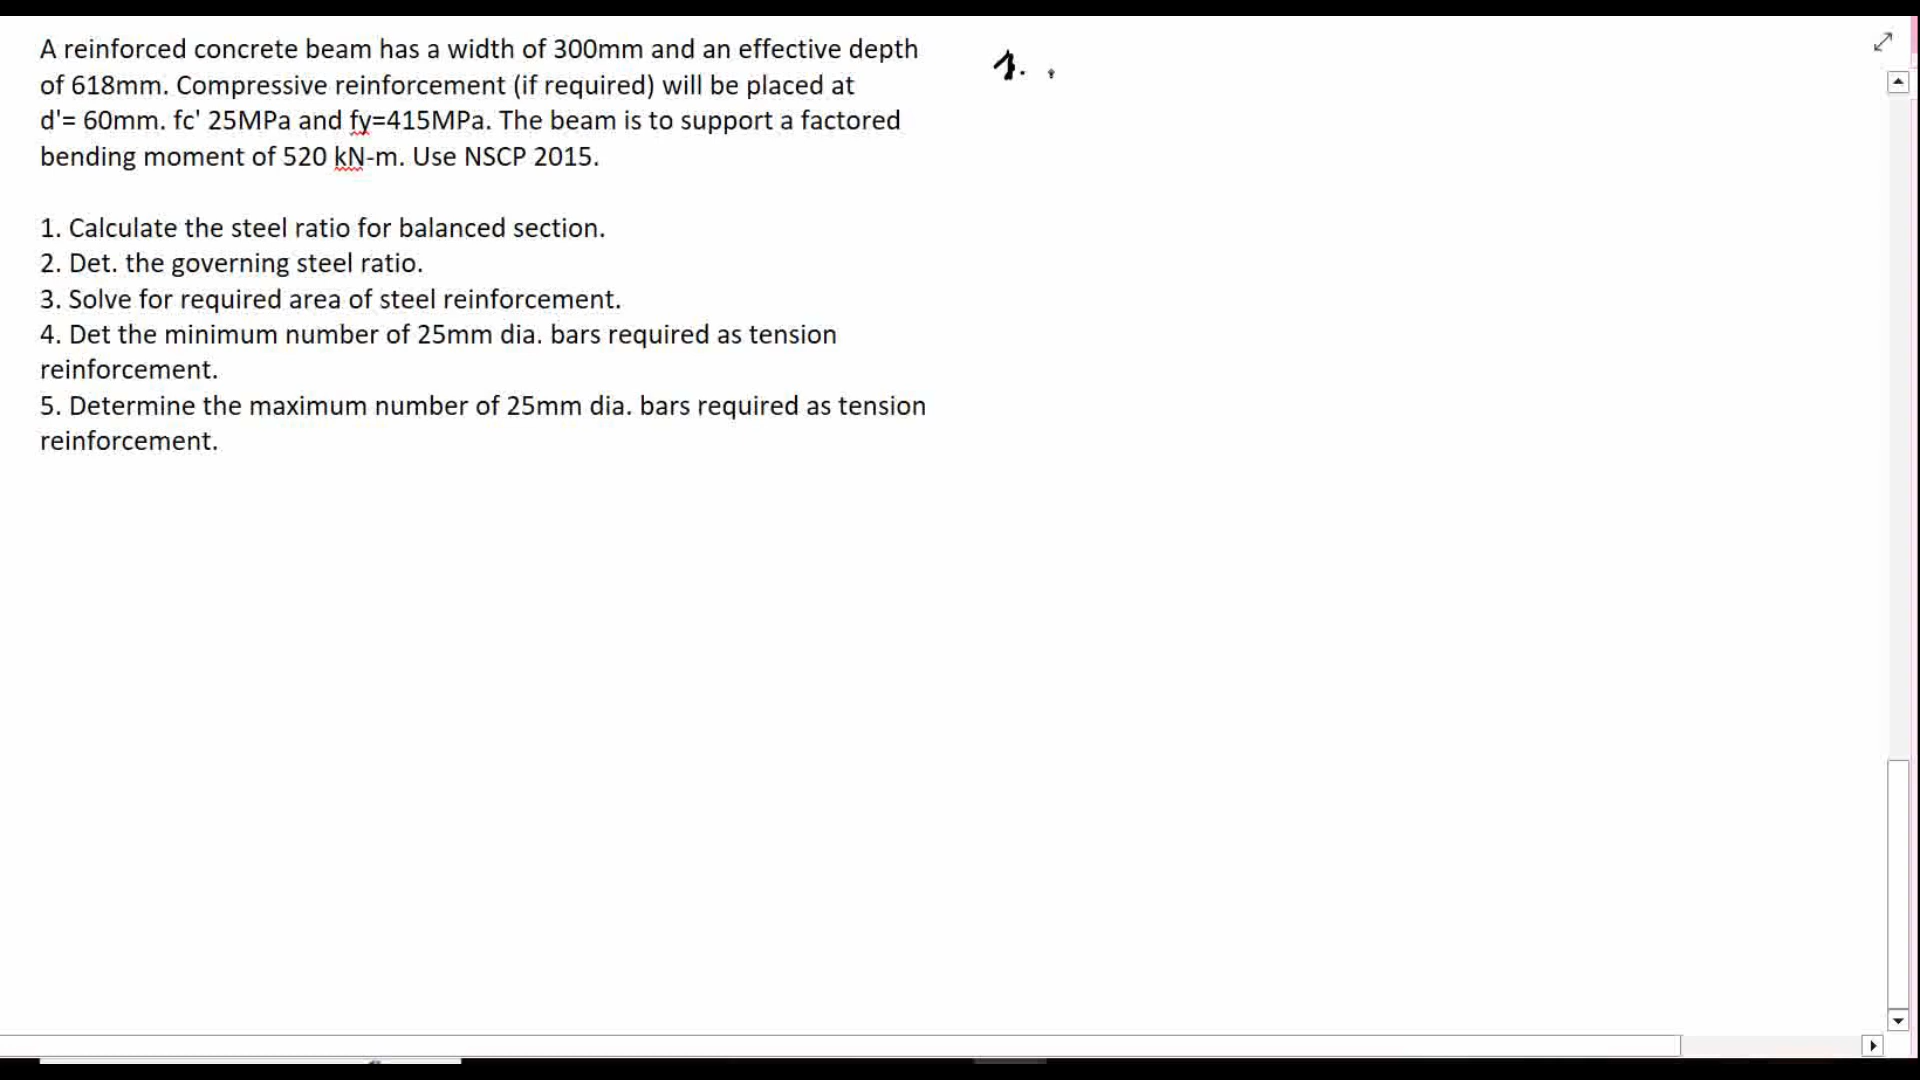 A reinforced concrete beam has a width of 300mm and an effective depth
of 618mm. Compressive reinforcement (if required) will be placed at
d'= 60mm. fc' 25MPa and fy=415MPa. The beam is to support a factored
bending moment of 520 kN-m. Use NSCP 2015.
1. Calculate the steel ratio for balanced section.
2. Det. the governing steel ratio.
3. Solve for required area of steel reinforcement.
4. Det the minimum number of 25mm dia. bars required as tension
reinforcement.
5. Determine the maximum number of 25mm dia. bars required as tension
reinforcement.
1.